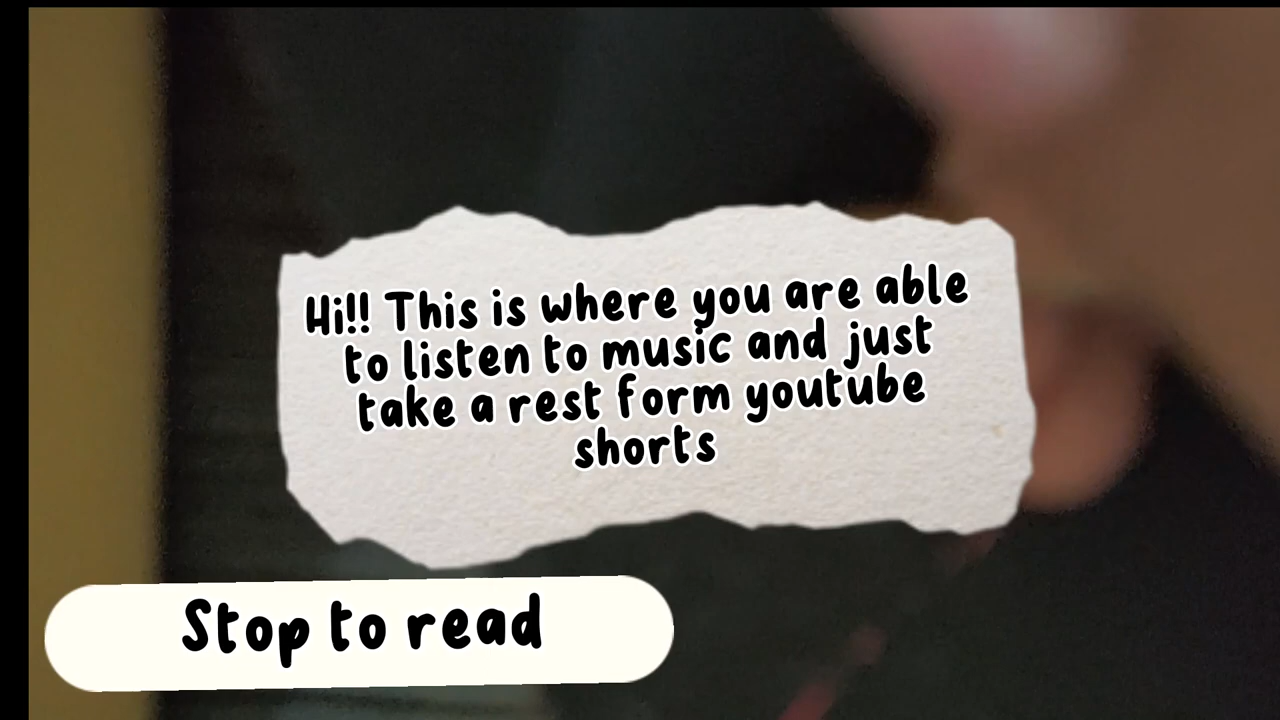 Hi!! This is where you are able
to listen to music and just
take a rest form youtube
shorts
Stop to read